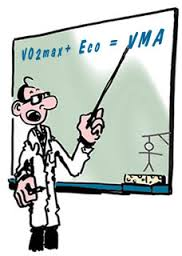 VO2max+ Eco = VMA